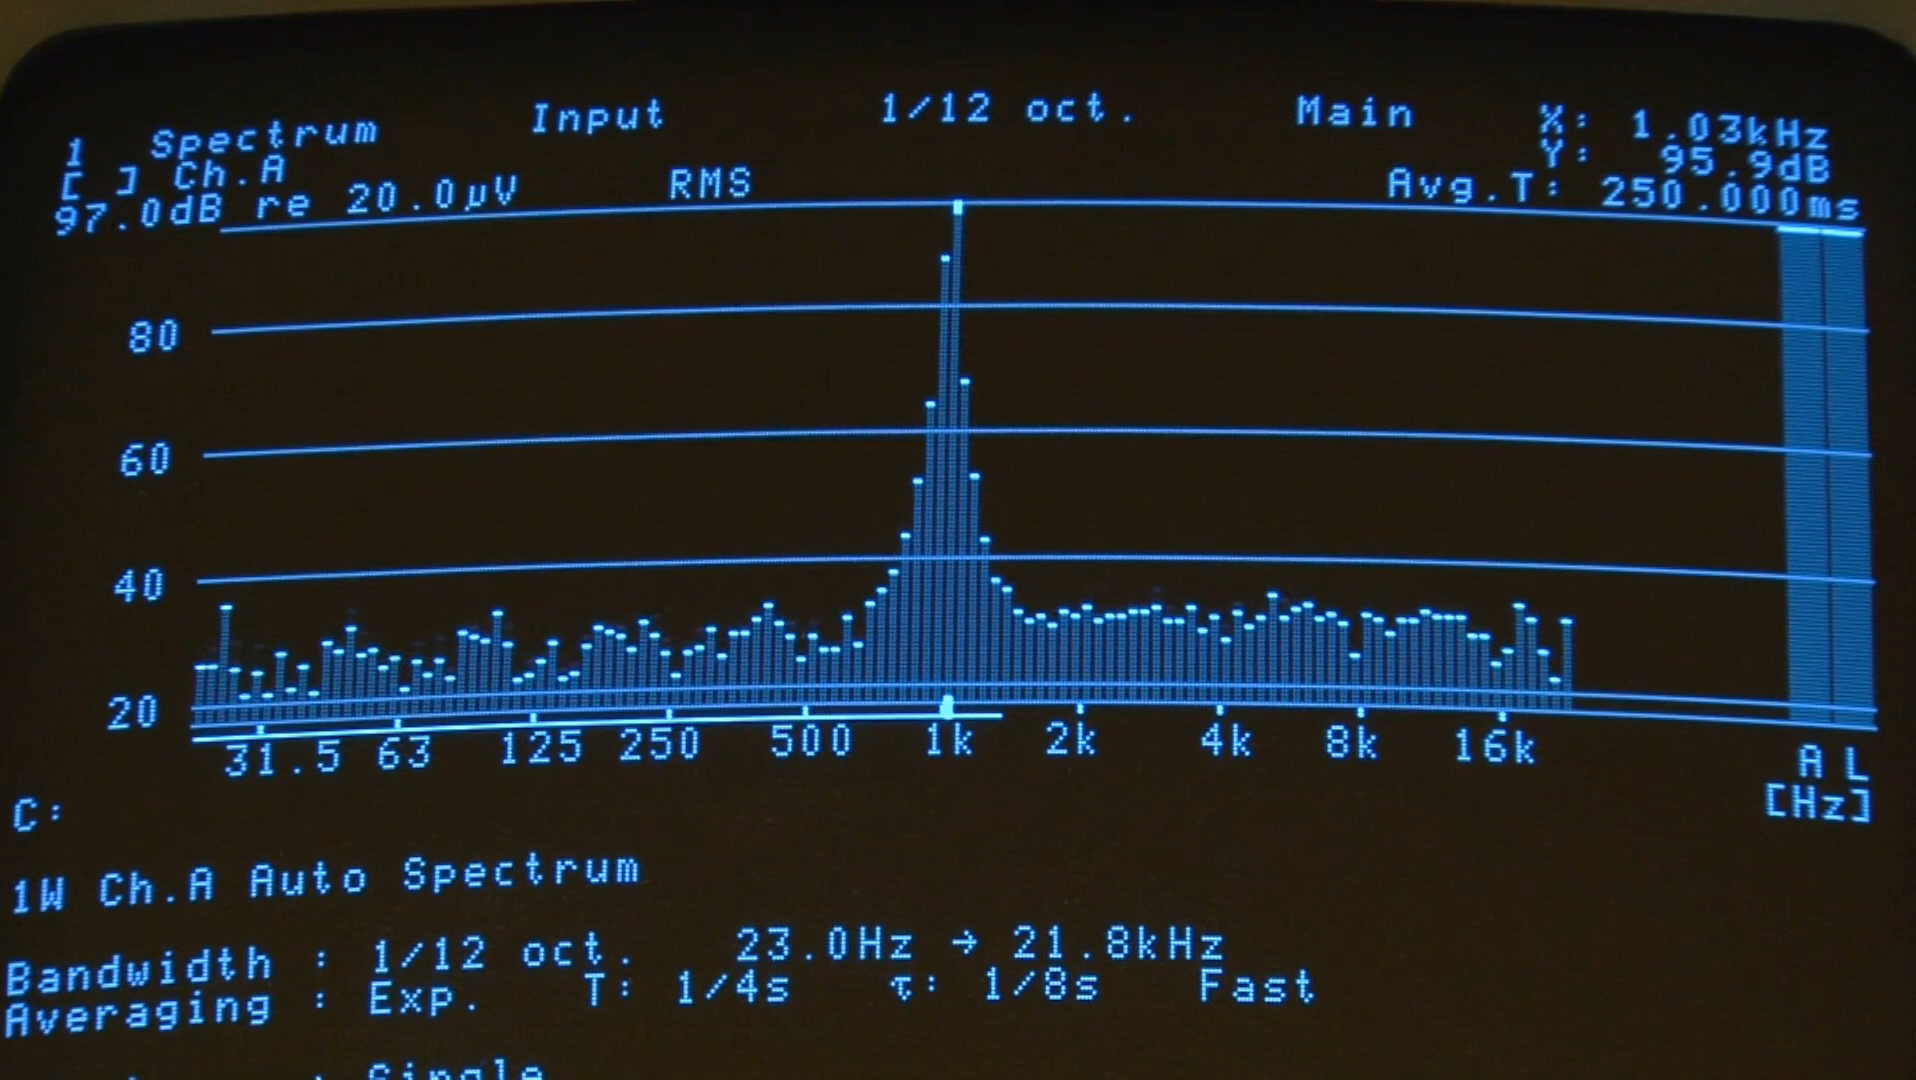 1 Spectrum Input 1/12 oct. Main X: 1.03kHz
[ ] Ch.A Y: 95.9dB
97.0dB re 20.0µV RMS Avg.T: 250.000ms
80
60
40
20
31.5 63 125 250 500 1k 2k 4k 8k 16k A L
[Hz]
C:
1W Ch.A Auto Spectrum
Bandwidth : 1/12 oct. 23.0Hz → 21.8kHz
Averaging : Exp. T: 1/4s τ: 1/8s Fast
: Single